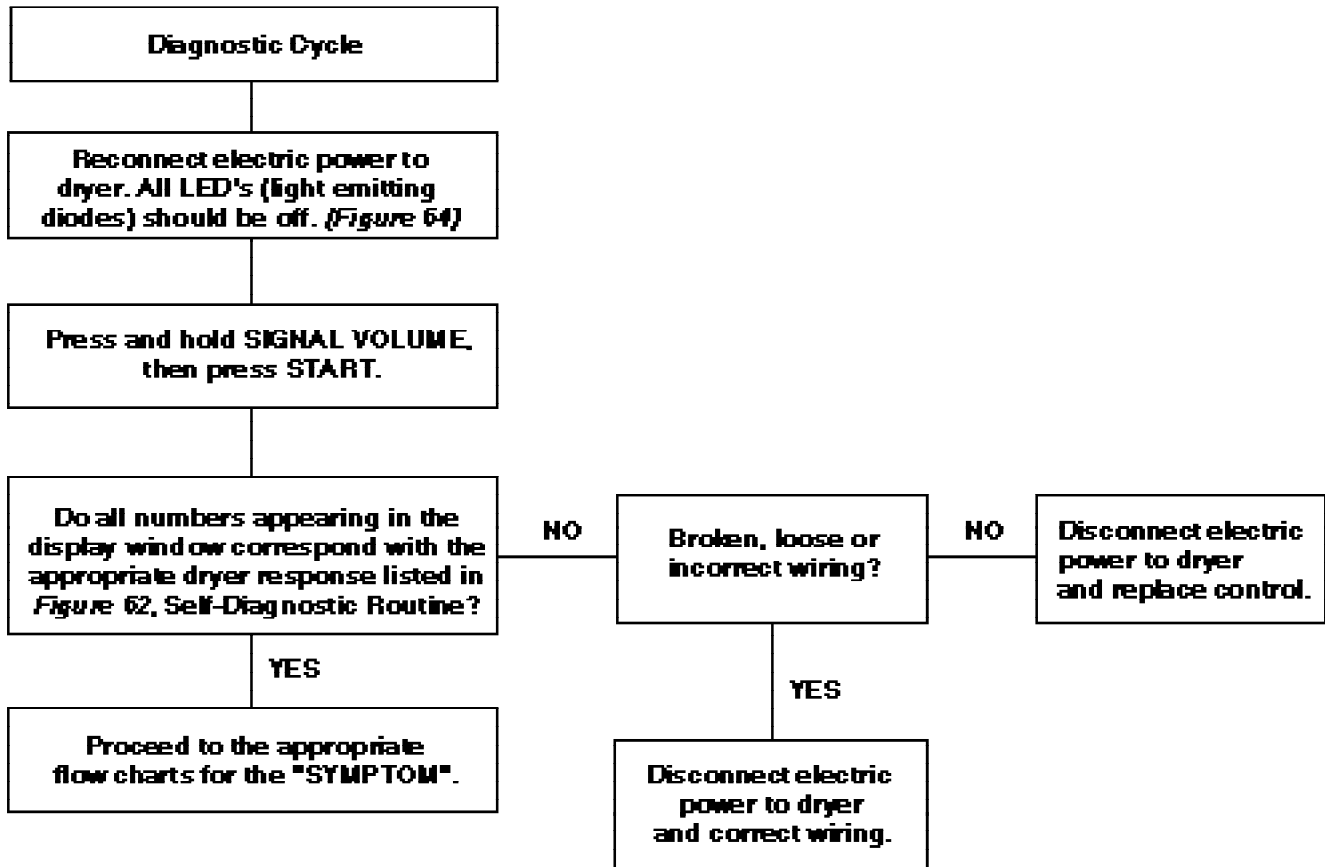 Diagnostic Cycle
Reconnect electric power to
dryer. All LED's (light emitting
diodes) should be off. (Figure 64)
Press and hold SIGNAL VOLUME,
then press START.
Do all numbers appearing in the
display window correspond with the
appropriate dryer response listed in
Figure 62, Self-Diagnostic Routine?
NO
Broken, loose or
incorrect wiring?
NO
Disconnect electric
power to dryer
and replace control.
YES
Proceed to the appropriate
flow charts for the "SYMPTOM".
YES
Disconnect electric
power to dryer
and correct wiring.